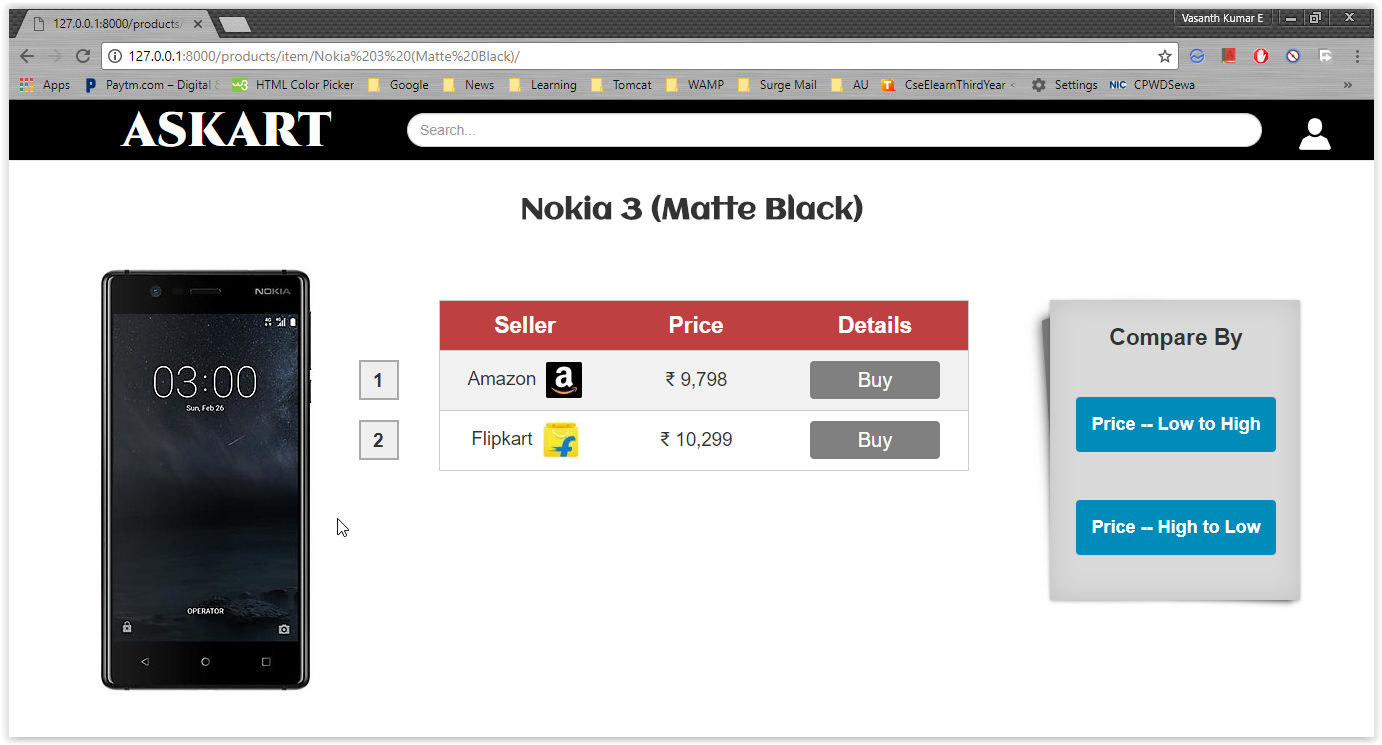 127.0.0.1:8000/products
Vasanth Kumar E
127.0.0.1:8000/products/item/Nokia%203%20(Matte%20Black)/
Apps Paytm.com – Digital HTML Color Picker Google News Learning Tomcat WAMP Surge Mail AU CseElearnThirdYear < Settings NIC CPWDSewa »
ASKART
Search...
Nokia 3 (Matte Black)
NOKIA
03:00
Sun, Feb 26
OPERATOR
Seller Price Details
1 Amazon a ₹ 9,798 Buy
2 Flipkart f ₹ 10,299 Buy
Compare By
Price -- Low to High
Price -- High to Low